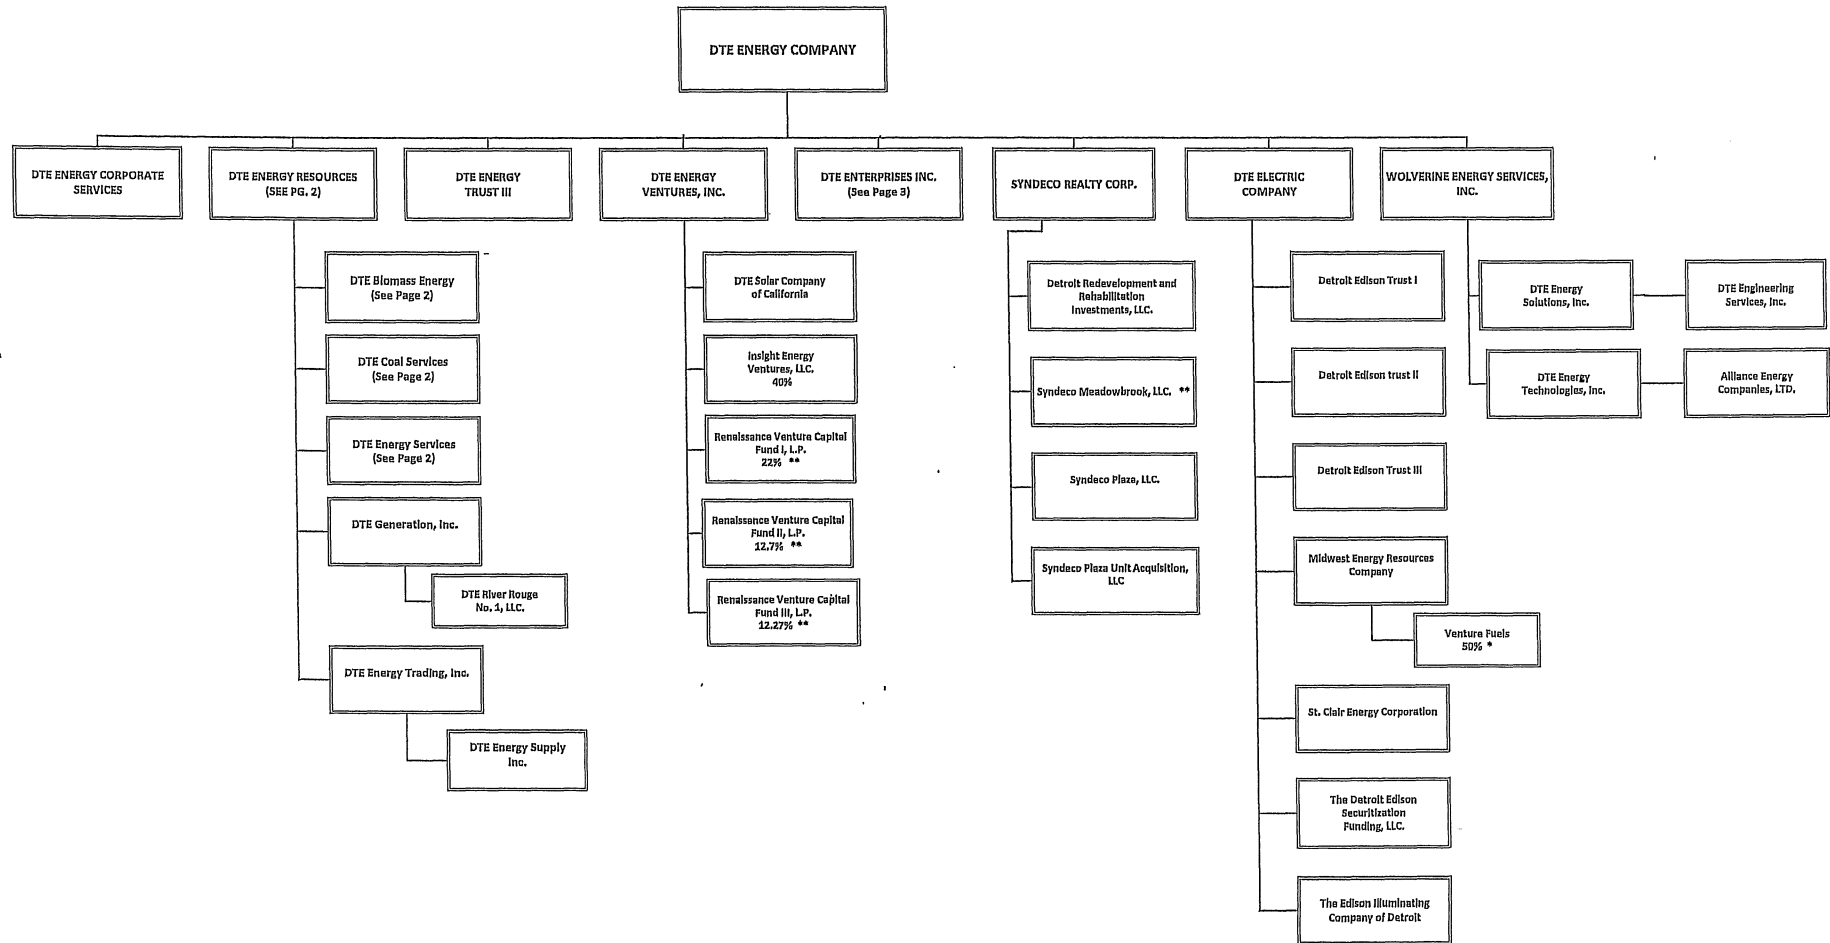 DTE ENERGY COMPANY
DTE ENERGY CORPORATE
SERVICES
DTE ENERGY RESOURCES
(SEE PG. 2)
DTE ENERGY
TRUST III
DTE ENERGY
VENTURES, INC.
DTE ENTERPRISES INC.
(See Page 3)
SYNDECO REALTY CORP.
DTE ELECTRIC
COMPANY
WOLVERINE ENERGY SERVICES,
INC.
DTE Biomass Energy
(See Page 2)
DTE Coal Services
(See Page 2)
DTE Energy Services
(See Page 2)
DTE Generation, Inc.
DTE River Rouge
No. 1, LLC.
DTE Energy Trading, Inc.
DTE Energy Supply
Inc.
DTE Solar Company
of California
Insight Energy
Ventures, LLC.
40%
Renaissance Venture Capital
Fund I, L.P.
22% **
Renaissance Venture Capital
Fund II, L.P.
12.7% **
Renaissance Venture Capital
Fund III, L.P.
12.27% **
Detroit Redevelopment and
Rehabilitation
Investments, LLC.
Syndeco Meadowbrook, LLC. **
Syndeco Plaza, LLC.
Syndeco Plaza Unit Acquisition,
LLC
Detroit Edison Trust I
Detroit Edison trust II
Detroit Edison Trust III
Midwest Energy Resources
Company
Venture Fuels
50% *
St. Clair Energy Corporation
The Detroit Edison
Securitization
Funding, LLC.
The Edison Illuminating
Company of Detroit
DTE Energy
Solutions, Inc.
DTE Engineering
Services, Inc.
DTE Energy
Technologies, Inc.
Alliance Energy
Companies, LTD.